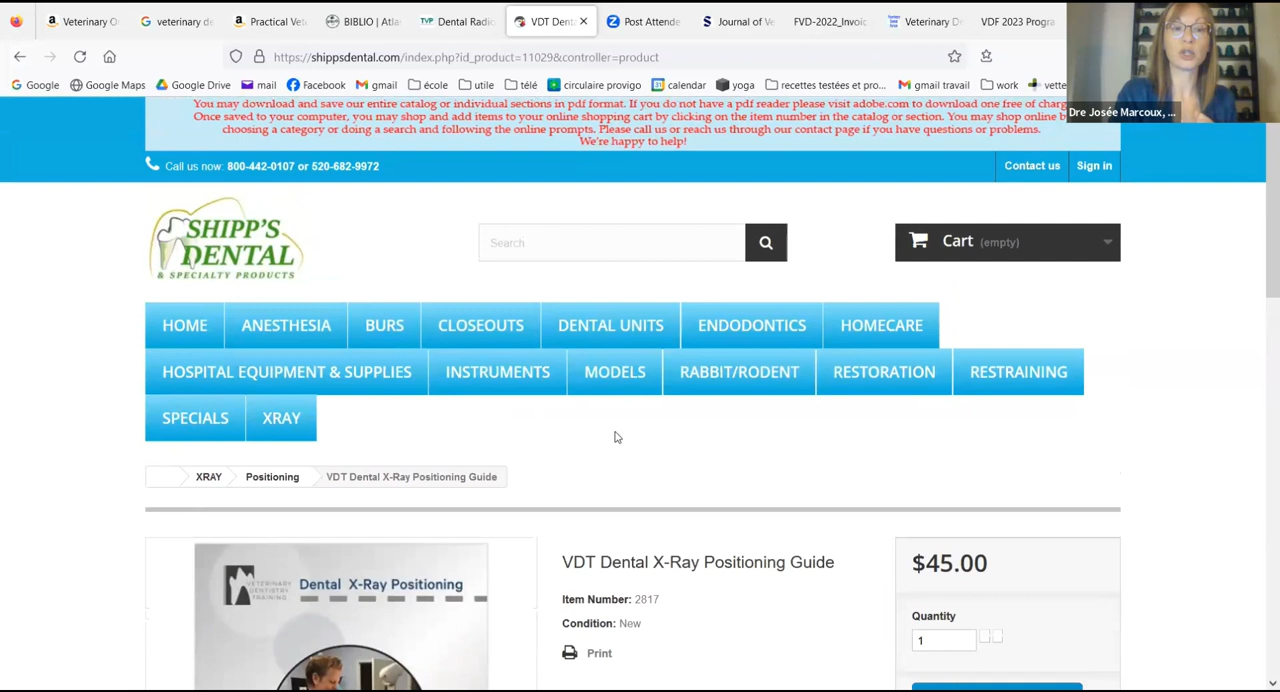 Veterinary O
veterinary de
Practical Vete
BIBLIO | Atla
Dental Radio
VDT Dent
Post Attende
Journal of Ve
FVD-2022_Invoic
Veterinary De
VDF 2023 Progra
https://shippsdental.com/index.php?id_product=11029&controller=product
Google
Google Maps
Google Drive
mail
Facebook
gmail
école
utile
télé
circulaire provigo
calendar
yoga
recettes testées et pro...
gmail travail
work
vette
Dre Josée Marcoux, ...
You may download and save our entire catalog or individual sections in pdf format. If you do not have a pdf reader please visit adobe.com to download one free of charg
Once saved to your computer, you may shop and add items to your online shopping cart by clicking on the item number in the catalog or section. You may shop online b
choosing a category or doing a search and following the online prompts. Please call us or reach us through our contact page if you have questions or problems.
We're happy to help!
Call us now: 800-442-0107 or 520-682-9972
Contact us
Sign in
SHIPP'S
DENTAL
& SPECIALTY PRODUCTS
Search
Cart (empty)
HOME
ANESTHESIA
BURS
CLOSEOUTS
DENTAL UNITS
ENDODONTICS
HOMECARE
HOSPITAL EQUIPMENT & SUPPLIES
INSTRUMENTS
MODELS
RABBIT/RODENT
RESTORATION
RESTRAINING
SPECIALS
XRAY
XRAY
Positioning
VDT Dental X-Ray Positioning Guide
VETERINARY
DENTISTRY
TRAINING
Dental X-Ray Positioning
VDT Dental X-Ray Positioning Guide
Item Number: 2817
Condition: New
Print
$45.00
Quantity
1